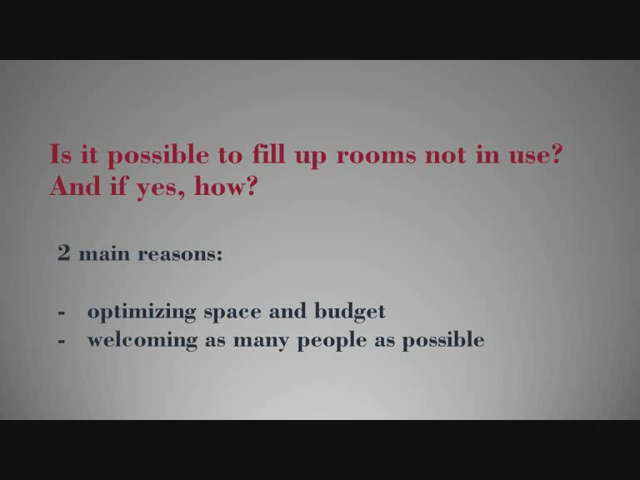 Is it possible to fill up rooms not in use?
And if yes, how?
2 main reasons:
- optimizing space and budget
- welcoming as many people as possible